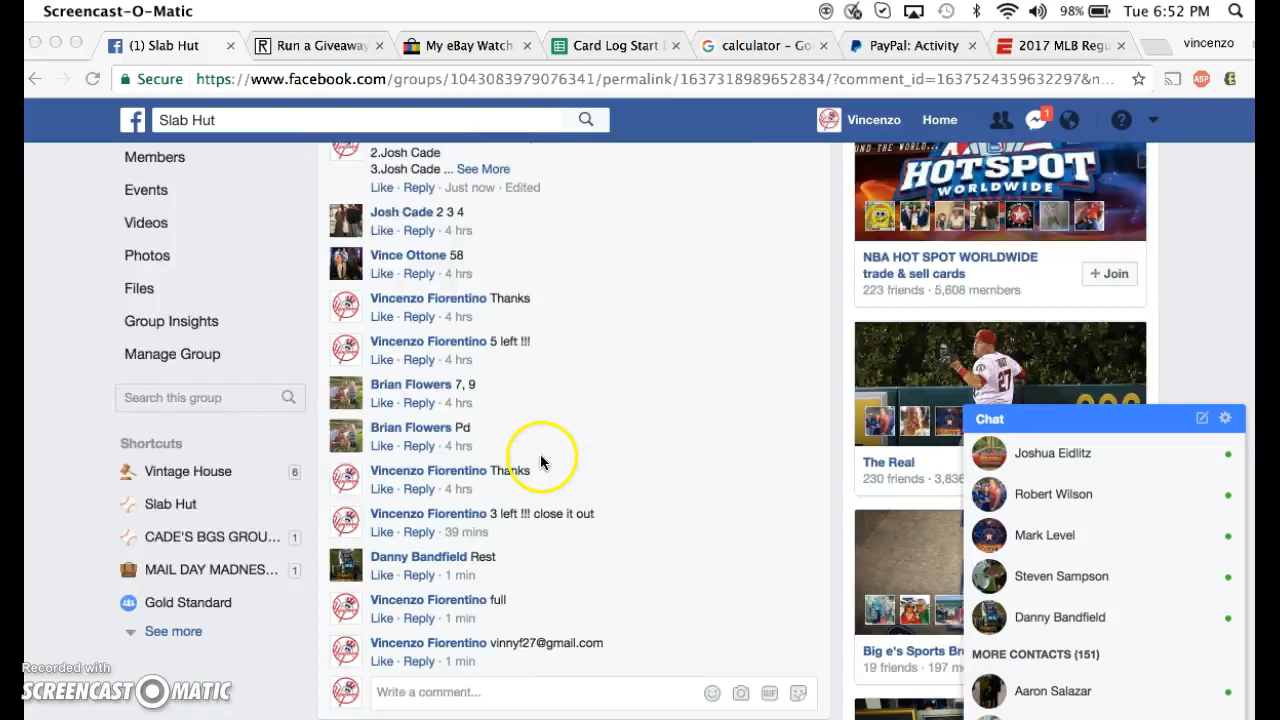 Screencast-O-Matic
98% Tue 6:52 PM
(1) Slab Hut
Run a Giveaway
My eBay Watch
Card Log Start D
calculator - Go
PayPal: Activity
2017 MLB Reg
vincenzo
Secure https://www.facebook.com/groups/1043083979076341/permalink/1637318989652834/?comment_id=1637524359632297&n...
ABP
Slab Hut
Vincenzo Home
1
Members
Events
Videos
Photos
Files
Group Insights
Manage Group
Search this group
Shortcuts
Vintage House 6
Slab Hut
CADE'S BGS GROU... 1
MAIL DAY MADNES... 1
Gold Standard
See more
Recorded with
SCREENCAST O MATIC
2.Josh Cade
3.Josh Cade ... See More
Like · Reply · Just now · Edited
Josh Cade 2 3 4
Like · Reply · 4 hrs
Vince Ottone 58
Like · Reply · 4 hrs
Vincenzo Fiorentino Thanks
Like · Reply · 4 hrs
Vincenzo Fiorentino 5 left !!!
Like · Reply · 4 hrs
Brian Flowers 7, 9
Like · Reply · 4 hrs
Brian Flowers Pd
Like · Reply · 4 hrs
Vincenzo Fiorentino Thanks
Like · Reply · 4 hrs
Vincenzo Fiorentino 3 left !!! close it out
Like · Reply · 39 mins
Danny Bandfield Rest
Like · Reply · 1 min
Vincenzo Fiorentino full
Like · Reply · 1 min
Vincenzo Fiorentino vinnyf27@gmail.com
Like · Reply · 1 min
Write a comment...
GIF
HOTSPOT
WORLDWIDE
NBA HOT SPOT WORLDWIDE
trade & sell cards
223 friends · 5,608 members
+ Join
27
The Real
230 friends · 3,836
Big e's Sports Bre
19 friends · 197 m
Chat
Joshua Eidlitz
Robert Wilson
Mark Level
Steven Sampson
Danny Bandfield
MORE CONTACTS (151)
Aaron Salazar